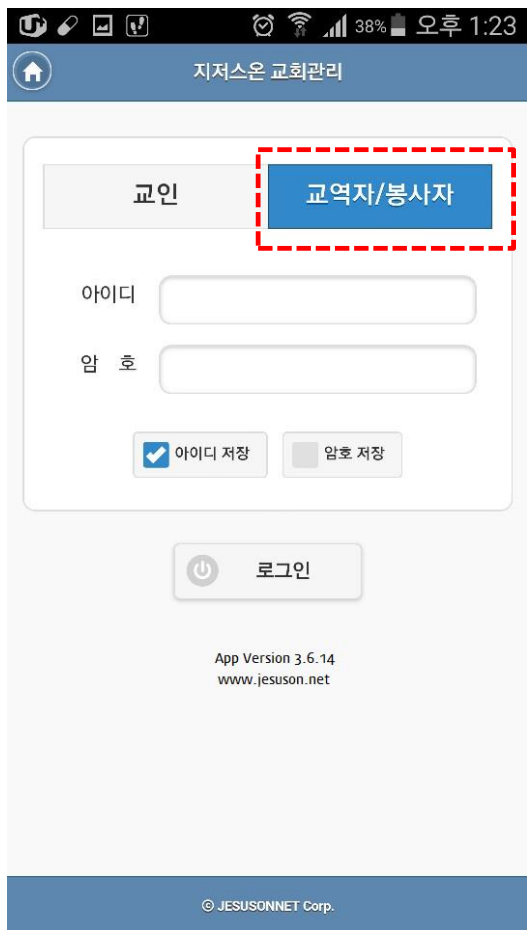 38% 오후 1:23
지저스온 교회관리
교인 교역자/봉사자
아이디
암 호
아이디 저장 암호 저장
로그인
App Version 3.6.14
www.jesuson.net
© JESUSONNET Corp.